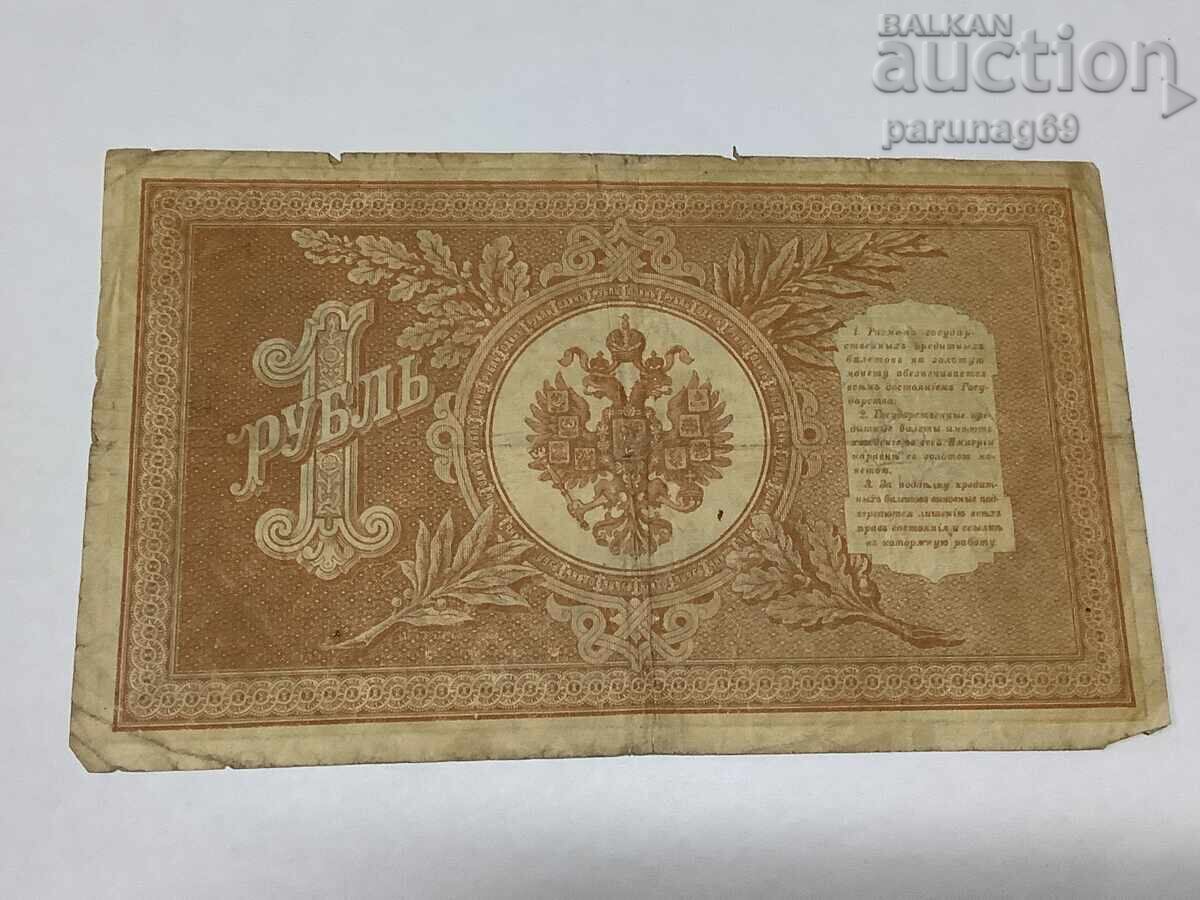 BALKAN
auction
parunag69
1
РУБЛЬ
1. Размѣнъ государ-
ственныхъ кредитныхъ
билетовъ на золотую
монету обезпечивается
всѣмъ достояніемъ Госу-
дарства.
2. Государственные кре-
дитные билеты имѣютъ
хожденіе во всей Имперіи
наравнѣ съ золотою мо-
нетою.
3. За поддѣлку кредит-
ныхъ билетовъ виновные под-
вергаются лишенію всѣхъ
правъ состоянія и ссылкѣ
въ каторжную работу